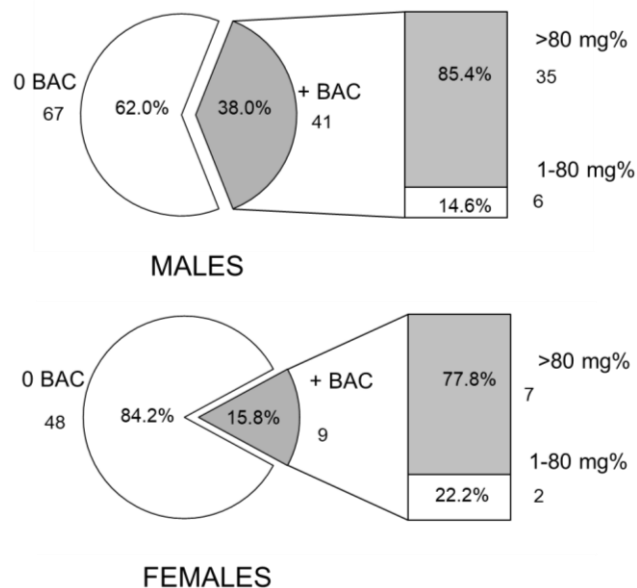 >80 mg%
0 BAC
67
62.0%
38.0%
+ BAC
41
85.4%
35
1-80 mg%
14.6%
6
MALES
>80 mg%
0 BAC
48
84.2%
15.8%
+ BAC
9
77.8%
7
1-80 mg%
22.2%
2
FEMALES